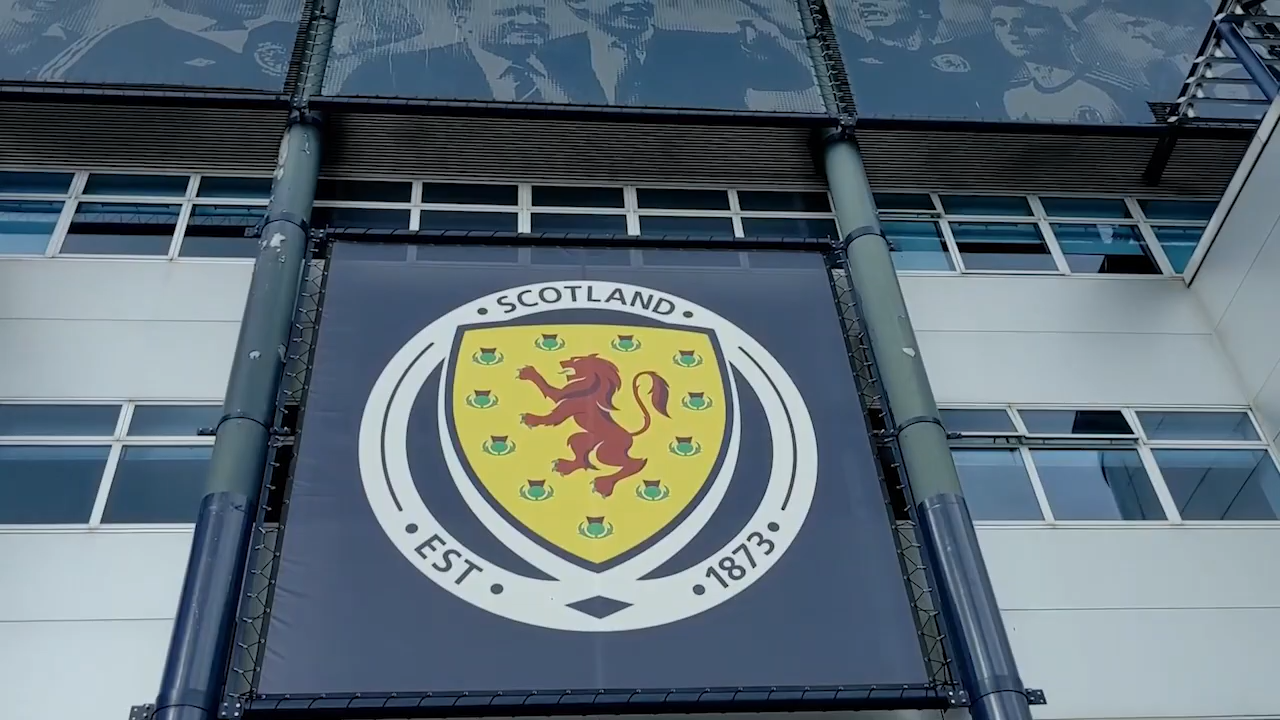 • SCOTLAND •
• EST •
• 1873 •